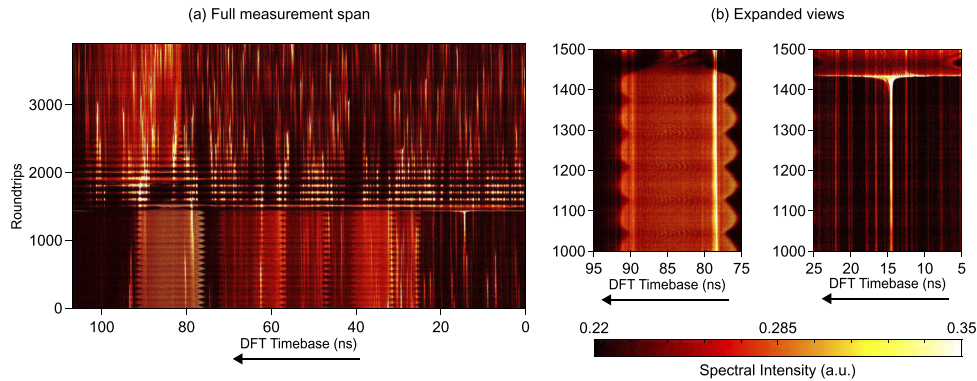 (a) Full measurement span
(b) Expanded views
Roundtrips
3000
2000
1000
0
100 80 60 40 20 0
DFT Timebase (ns)
1500
1400
1300
1200
1100
1000
95 90 85 80 75
DFT Timebase (ns)
1500
1400
1300
1200
1100
1000
25 20 15 10 5
DFT Timebase (ns)
0.22 0.285 0.35
Spectral Intensity (a.u.)